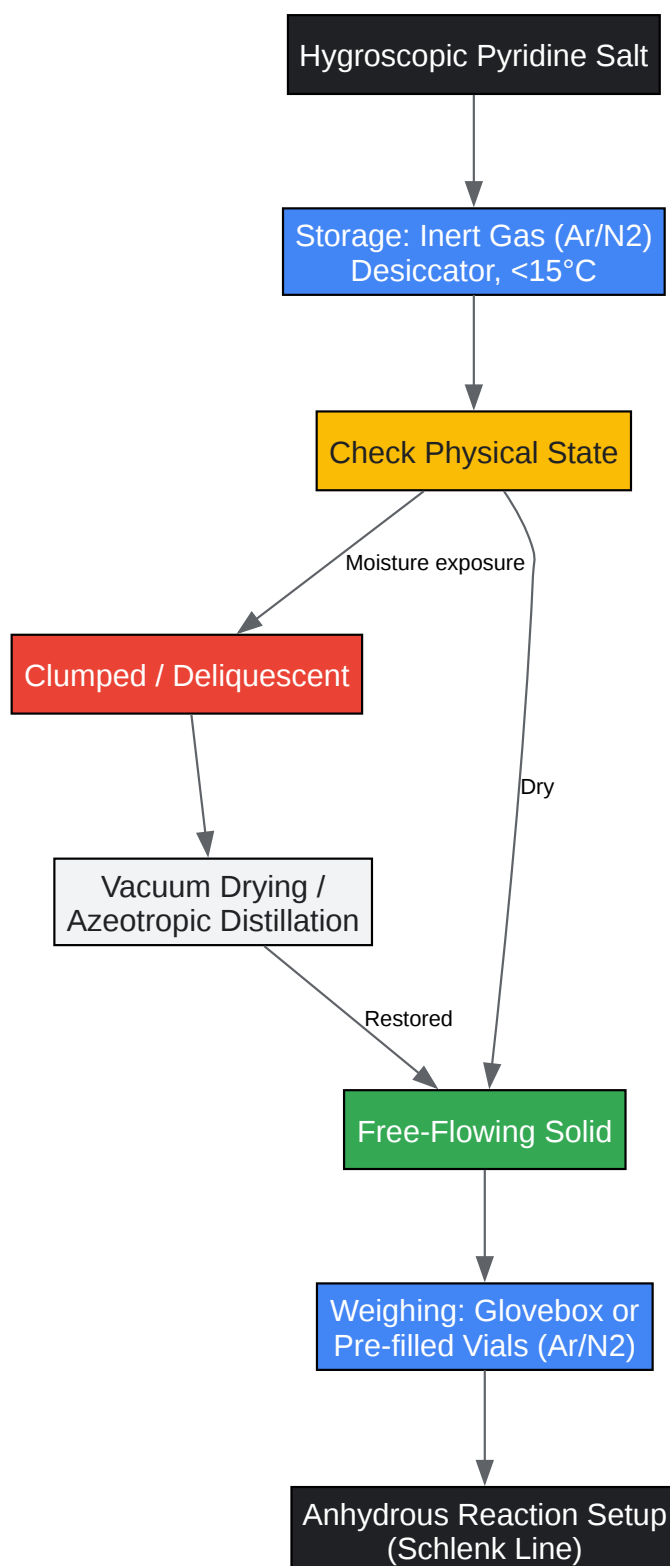 Hygroscopic Pyridine Salt
Storage: Inert Gas (Ar/N2)
Desiccator, <15°C
Check Physical State
Moisture exposure
Clumped / Deliquescent
Dry
Vacuum Drying /
Azeotropic Distillation
Restored
Free-Flowing Solid
Weighing: Glovebox or
Pre-filled Vials (Ar/N2)
Anhydrous Reaction Setup
(Schlenk Line)